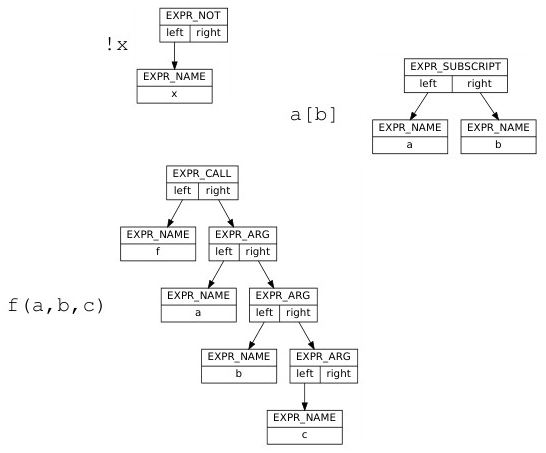 EXPR_NOT
left right
!x
EXPR_NAME
x
EXPR_SUBSCRIPT
left right
a[b]
EXPR_NAME EXPR_NAME
a b
EXPR_CALL
left right
EXPR_NAME EXPR_ARG
f left right
f(a,b,c)
EXPR_NAME EXPR_ARG
a left right
EXPR_NAME EXPR_ARG
b left right
EXPR_NAME
c